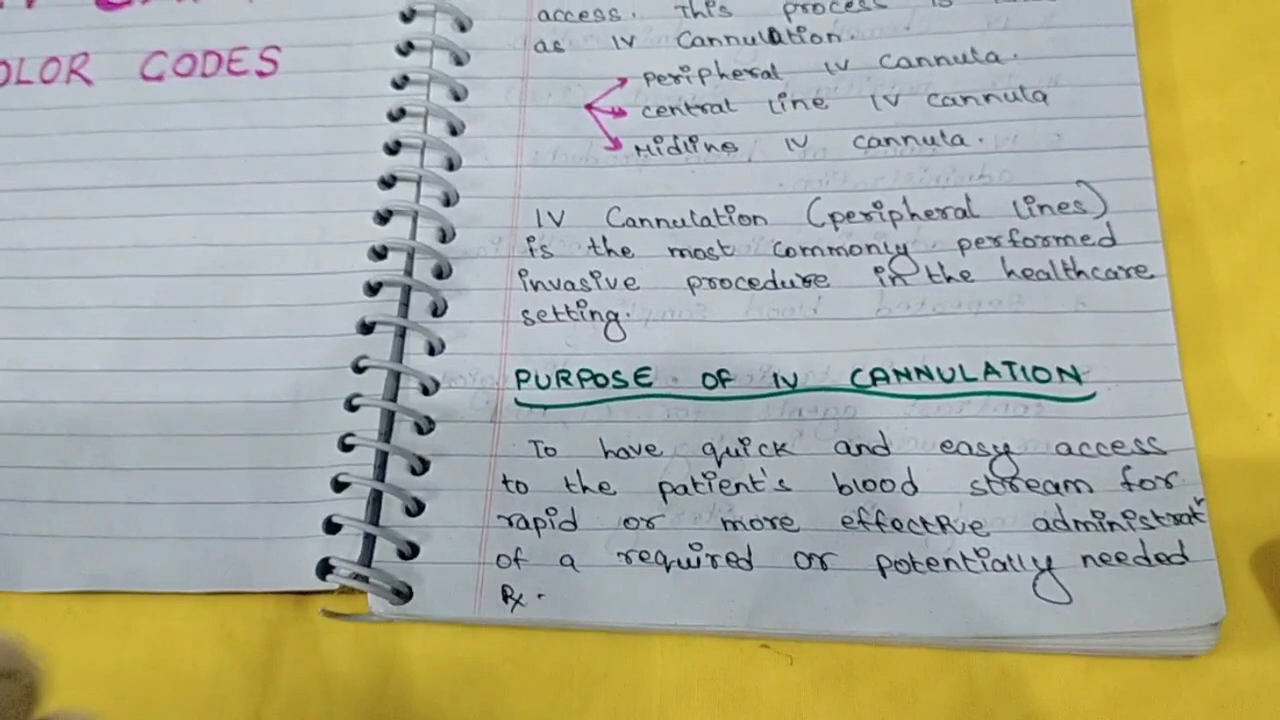 COLOR CODES
access. This process is
as IV Cannulation.
peripheral IV cannula.
central line IV cannula
Midline IV cannula.
IV Cannulation (peripheral lines)
is the most commonly performed
invasive procedure in the healthcare
setting.
PURPOSE OF IV CANNULATION
To have quick and easy access
to the patient's blood stream for
rapid or more effective administrat
of a required or potentially needed
Rx.